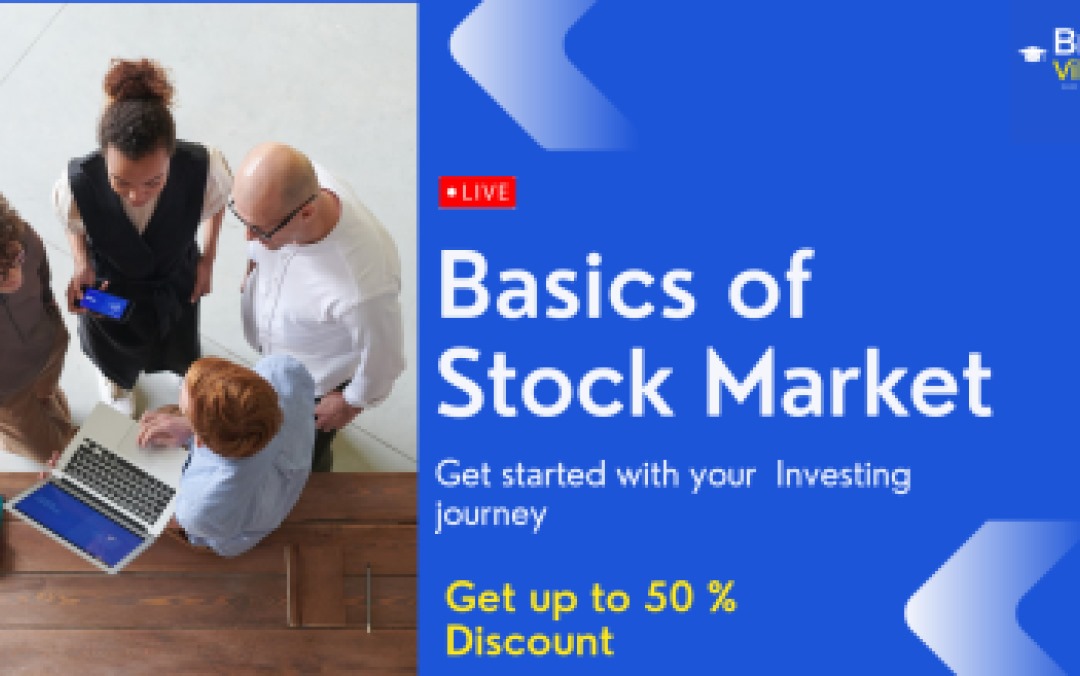 LIVE
Basics of
Stock Market
Get started with your Investing
journey
Get up to 50 %
Discount